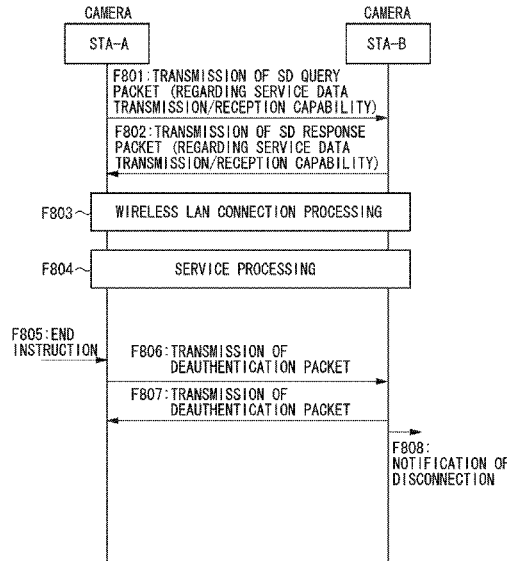 CAMERA
CAMERA
STA-A
STA-B
F801:TRANSMISSION OF SD QUERY
PACKET (REGARDING SERVICE DATA
TRANSMISSION/RECEPTION CAPABILITY)
F802:TRANSMISSION OF SD RESPONSE
PACKET (REGARDING SERVICE DATA
TRANSMISSION/RECEPTION CAPABILITY)
F803
WIRELESS LAN CONNECTION PROCESSING
F804
SERVICE PROCESSING
F805:END
INSTRUCTION
F806:TRANSMISSION OF
DEAUTHENTICATION PACKET
F807:TRANSMISSION OF
DEAUTHENTICATION PACKET
F808:
NOTIFICATION OF
DISCONNECTION